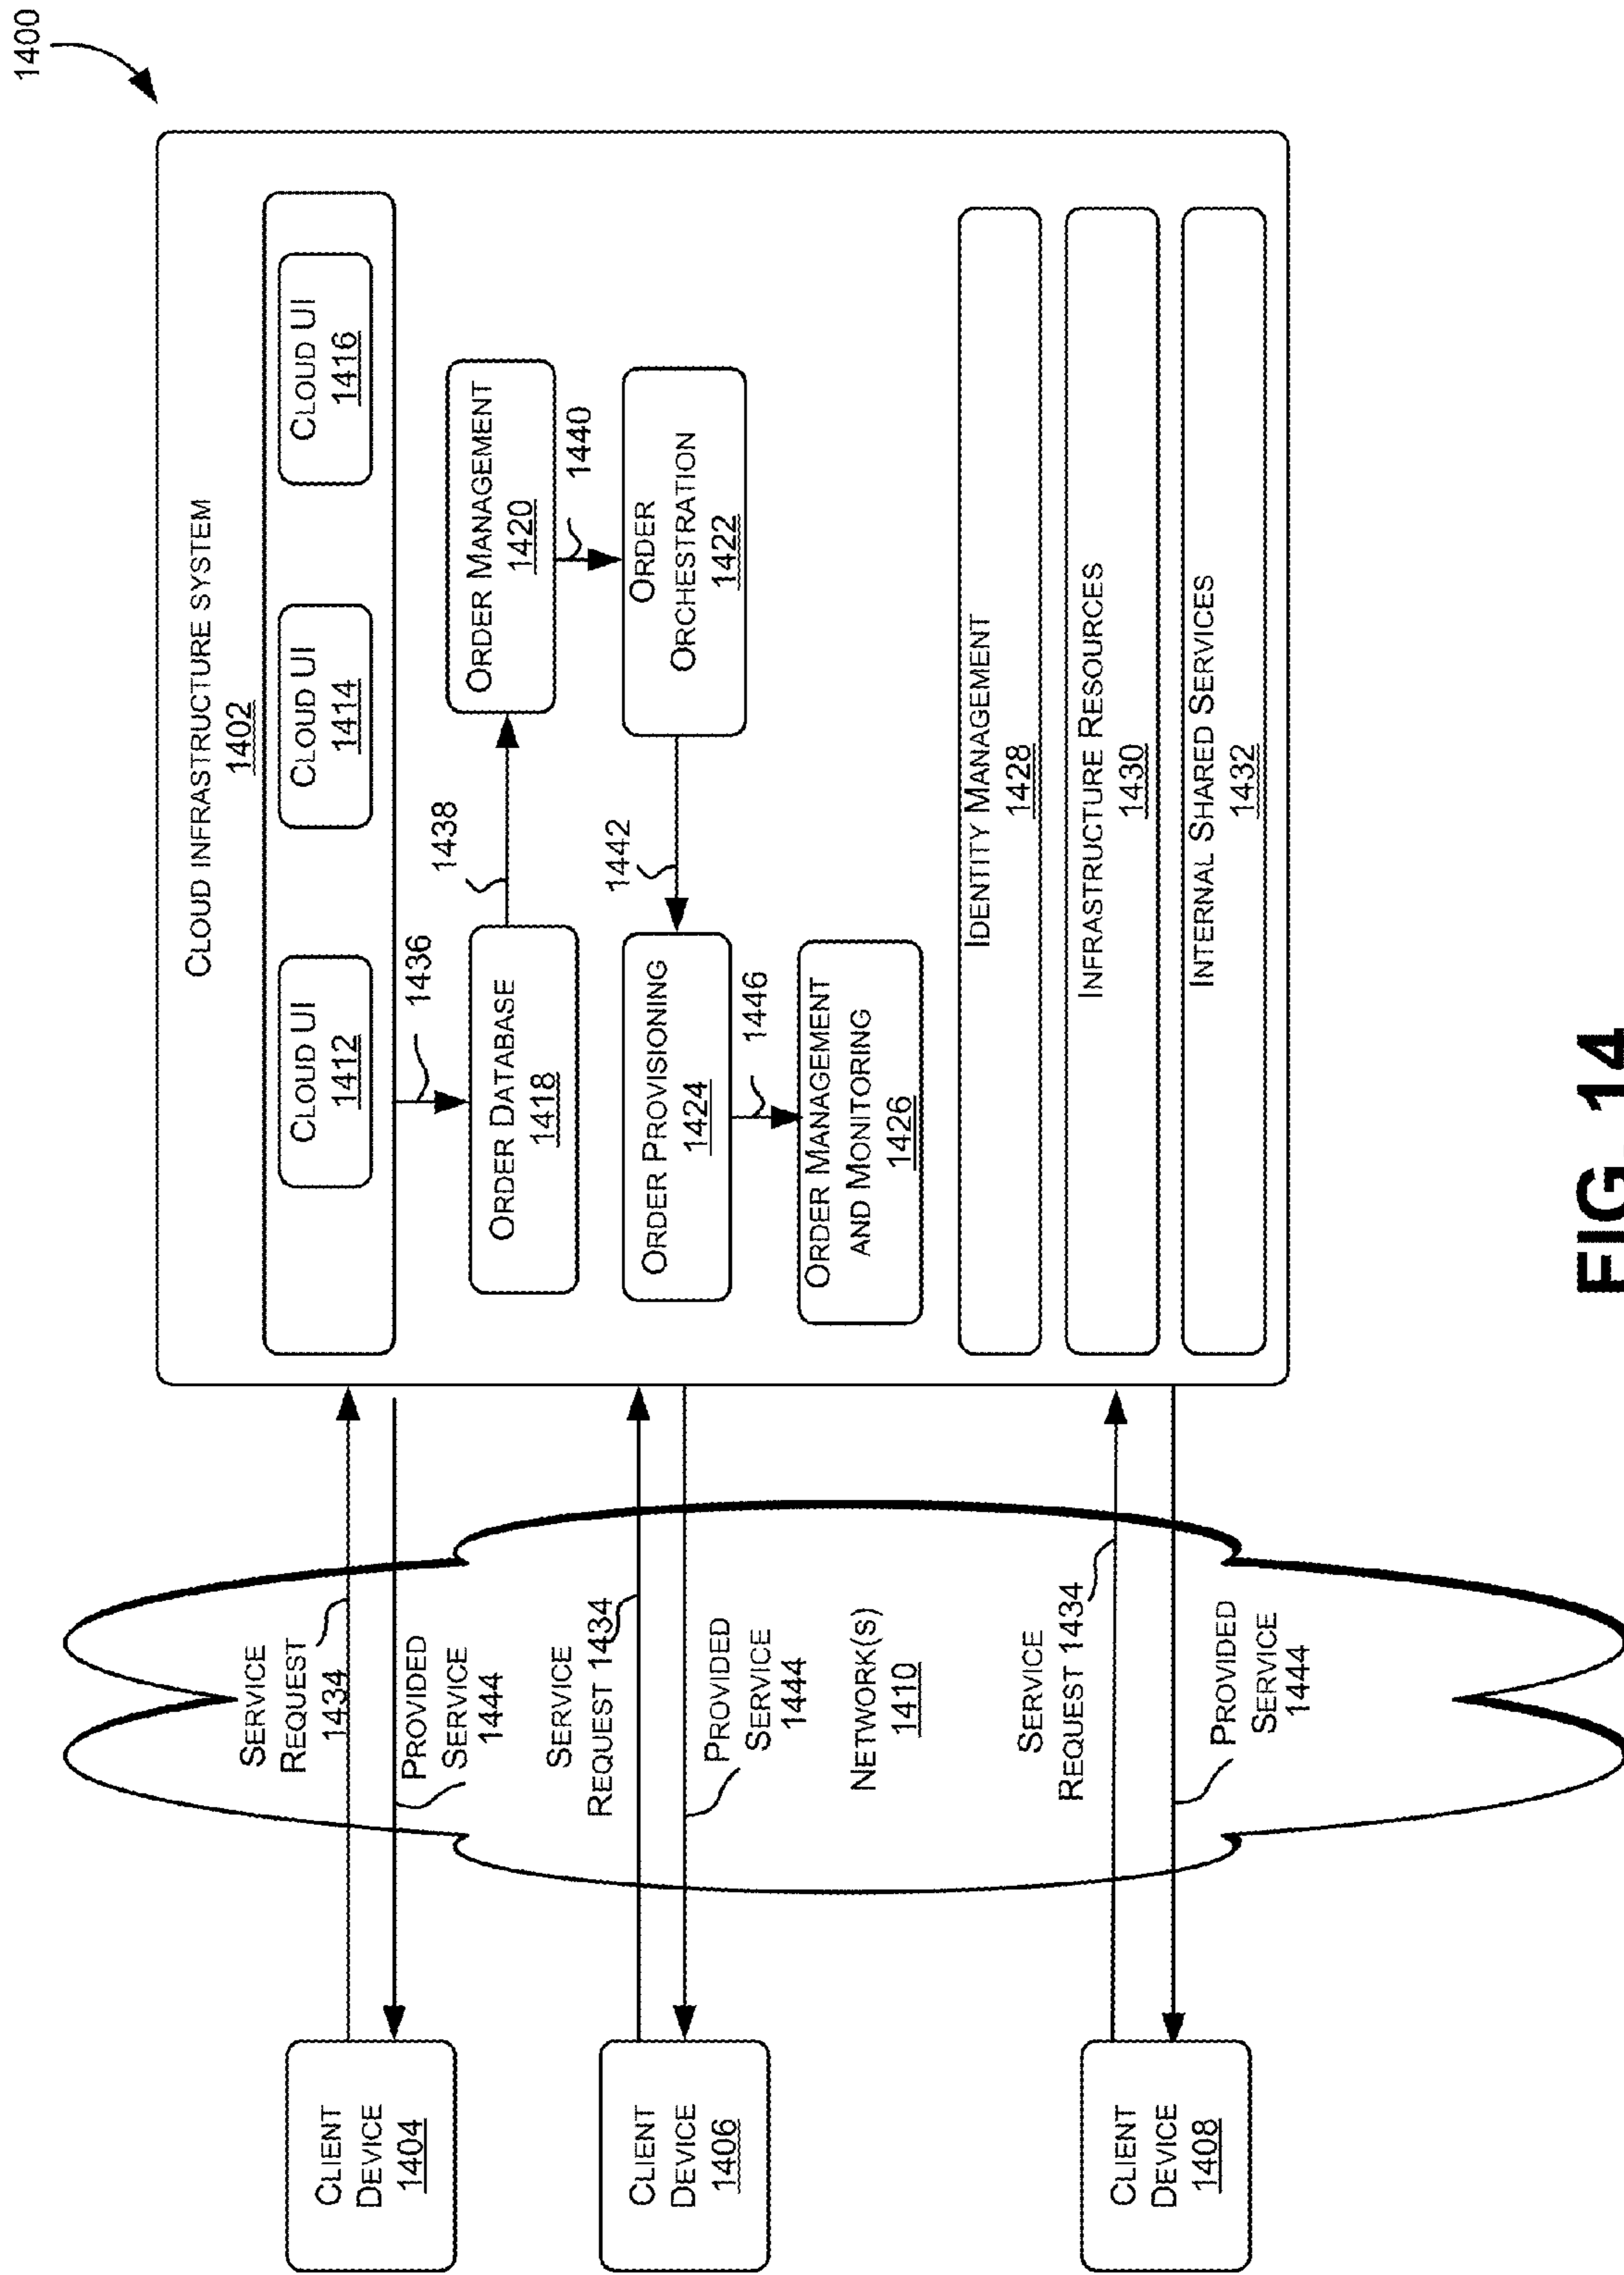 1400
CLOUD INFRASTRUCTURE SYSTEM
1402
CLOUD UI
1412
CLOUD UI
1414
CLOUD UI
1416
1436
ORDER DATABASE
1418
1438
ORDER MANAGEMENT
1420
1440
ORDER
ORCHESTRATION
1422
1442
ORDER PROVISIONING
1424
1446
ORDER MANAGEMENT
AND MONITORING
1426
IDENTITY MANAGEMENT
1428
INFRASTRUCTURE RESOURCES
1430
INTERNAL SHARED SERVICES
1432
CLIENT
DEVICE
1404
SERVICE
REQUEST
1434
PROVIDED
SERVICE
1444
CLIENT
DEVICE
1406
SERVICE
REQUEST 1434
PROVIDED
SERVICE
1444
NETWORK(S)
1410
CLIENT
DEVICE
1408
SERVICE
REQUEST 1434
PROVIDED
SERVICE
1444
FIG. 14